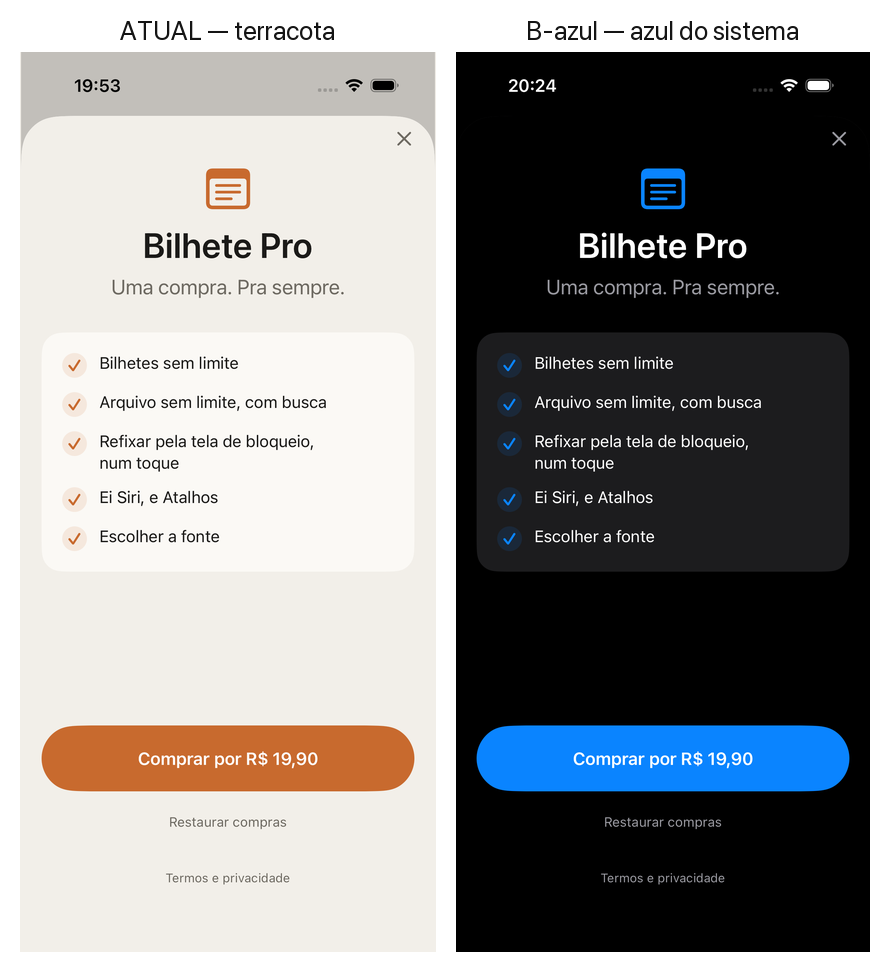 ATUAL — terracota
19:53
Bilhete Pro
Uma compra. Pra sempre.
Bilhetes sem limite
Arquivo sem limite, com busca
Refixar pela tela de bloqueio,
num toque
Ei Siri, e Atalhos
Escolher a fonte
Comprar por R$ 19,90
Restaurar compras
Termos e privacidade
B-azul — azul do sistema
20:24
Bilhete Pro
Uma compra. Pra sempre.
Bilhetes sem limite
Arquivo sem limite, com busca
Refixar pela tela de bloqueio,
num toque
Ei Siri, e Atalhos
Escolher a fonte
Comprar por R$ 19,90
Restaurar compras
Termos e privacidade